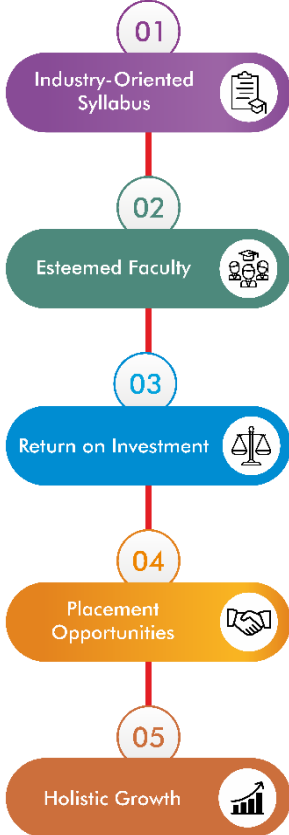 01
Industry-Oriented
Syllabus
02
Esteemed Faculty
03
Return on Investment
04
Placement
Opportunities
05
Holistic Growth